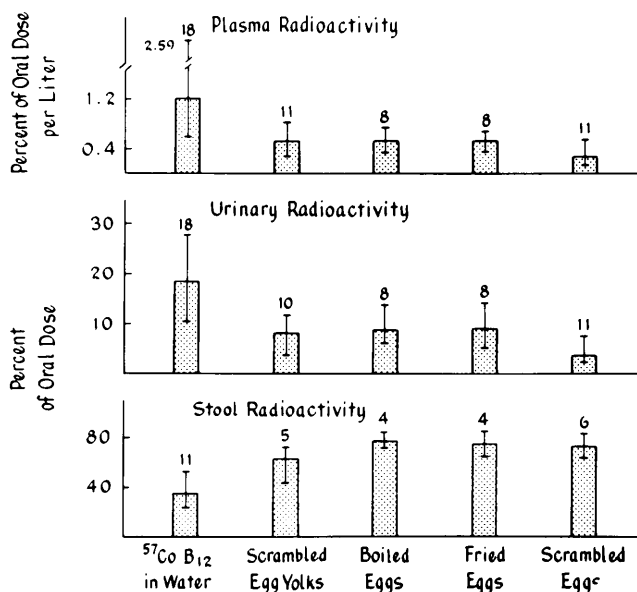 Plasma Radioactivity
Percent of Oral Dose
per Liter
2.59
18
1.2
0.4
11
8
8
11
Urinary Radioactivity
Percent
of Oral Dose
30
20
10
18
10
8
8
11
Stool Radioactivity
80
40
11
5
4
4
6
57Co B12
in Water
Scrambled
Egg Yolks
Boiled
Eggs
Fried
Eggs
Scrambled
Eggs